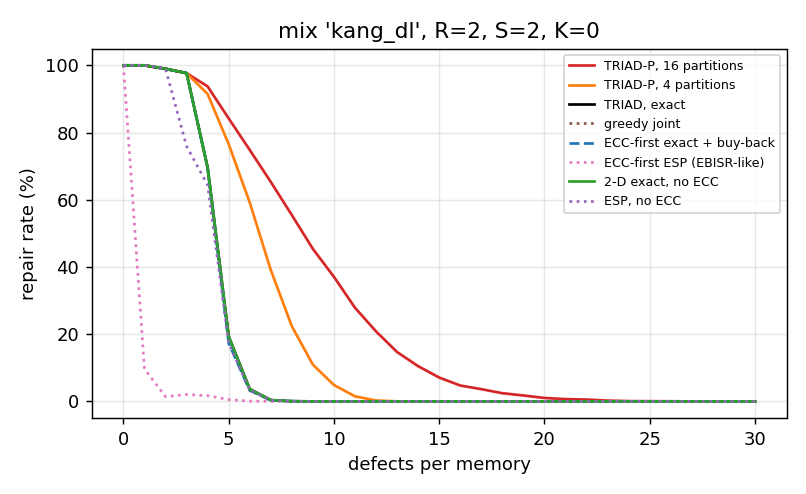 mix 'kang_dl', R=2, S=2, K=0
repair rate (%)
100
80
60
40
20
0
TRIAD-P, 16 partitions
TRIAD-P, 4 partitions
TRIAD, exact
greedy joint
ECC-first exact + buy-back
ECC-first ESP (EBISR-like)
2-D exact, no ECC
ESP, no ECC
0 5 10 15 20 25 30
defects per memory